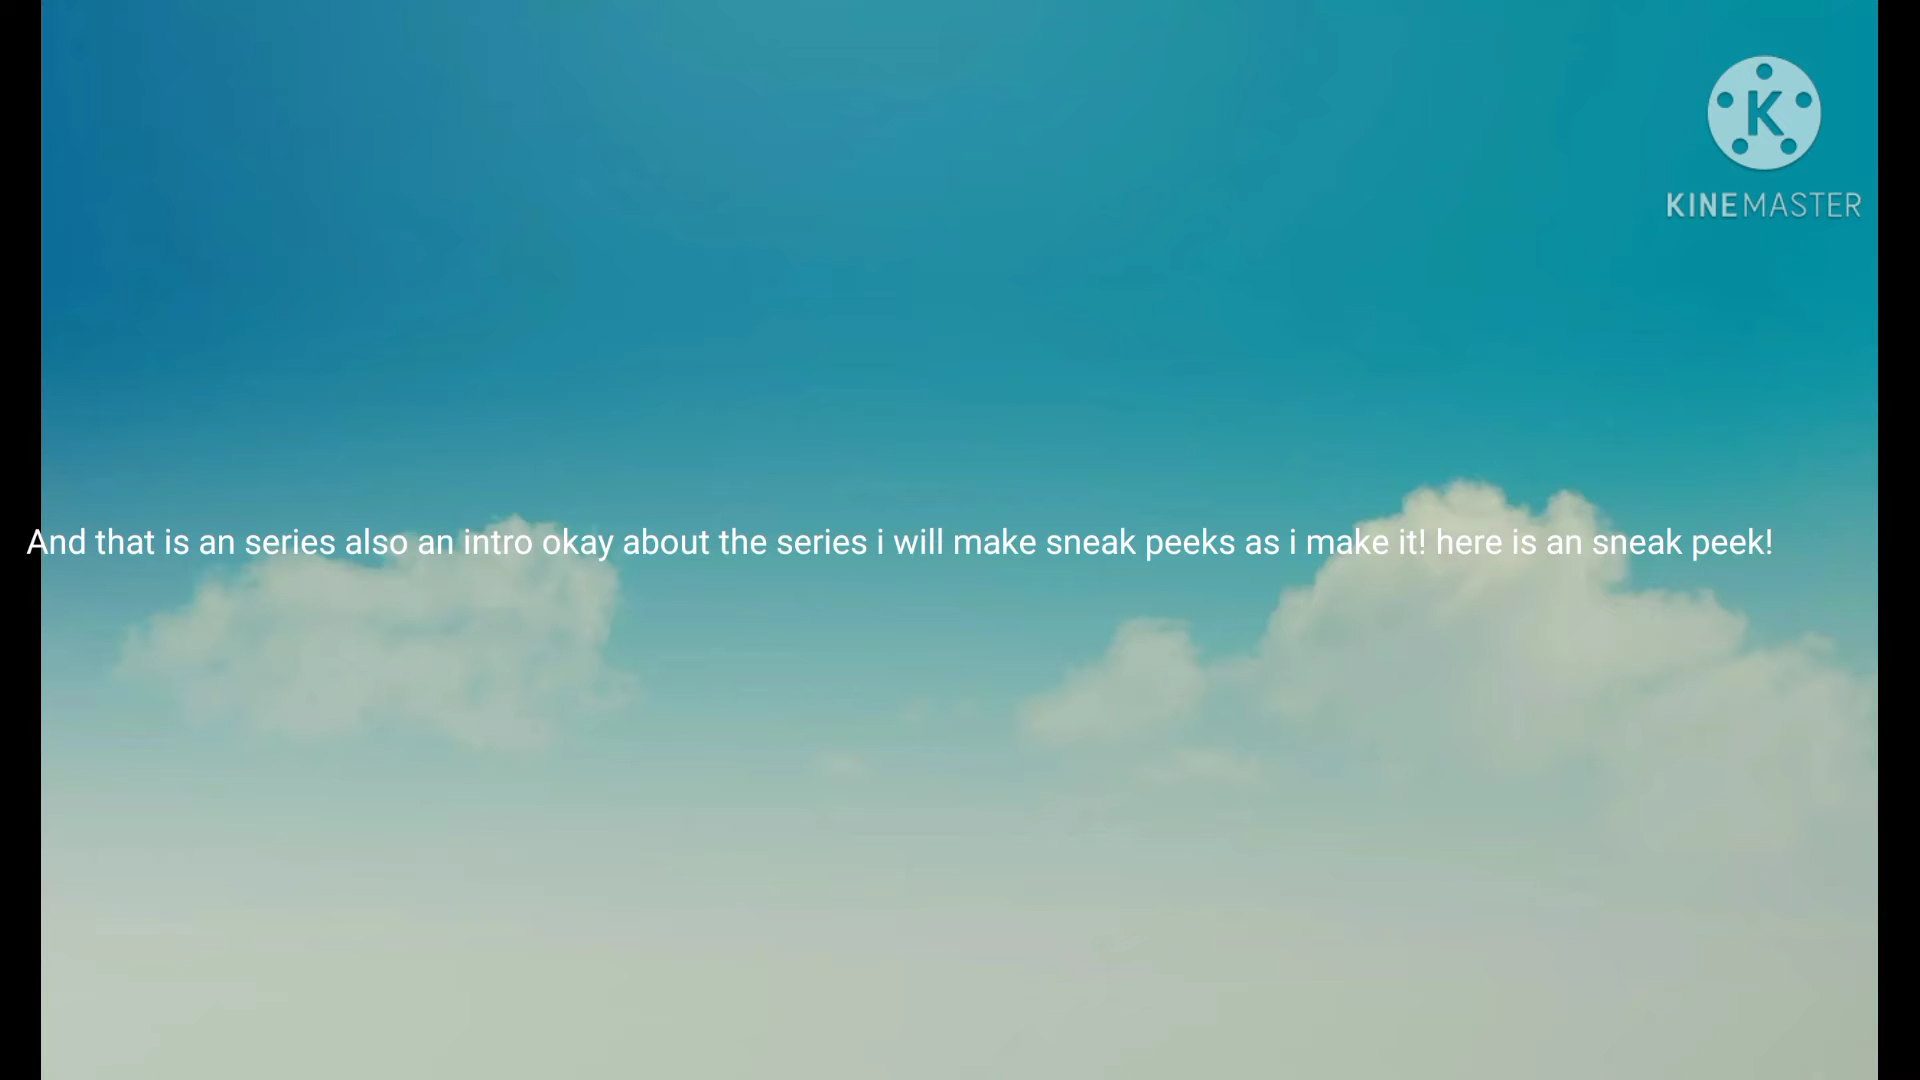 K
KINEMASTER
And that is an series also an intro okay about the series i will make sneak peeks as i make it! here is an sneak peek!